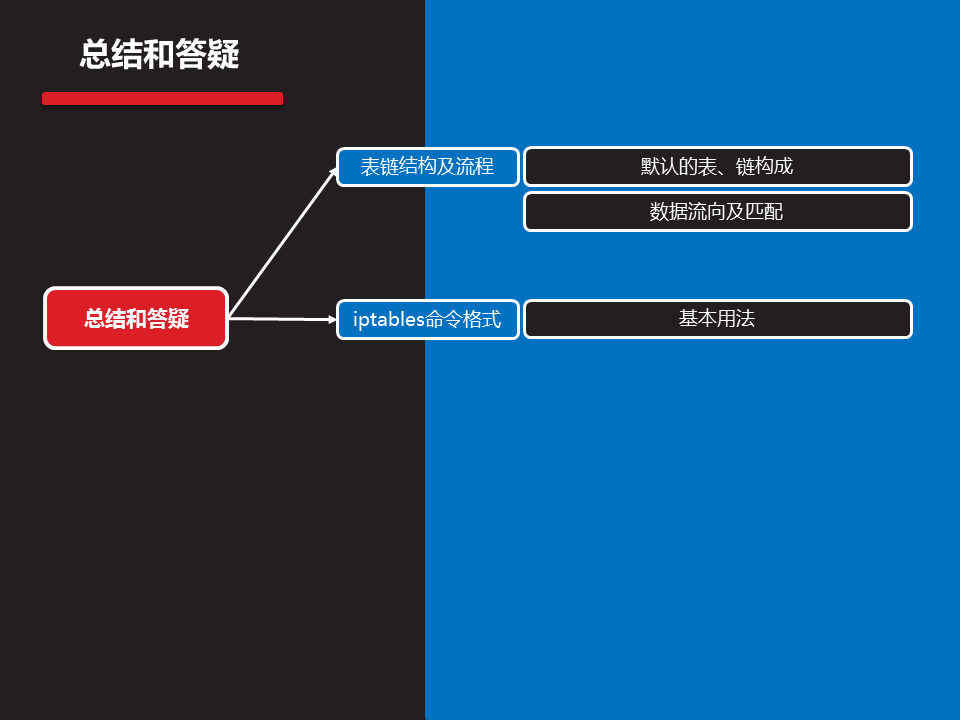 总结和答疑
表链结构及流程
默认的表、链构成
数据流向及匹配
总结和答疑
iptables命令格式
基本用法